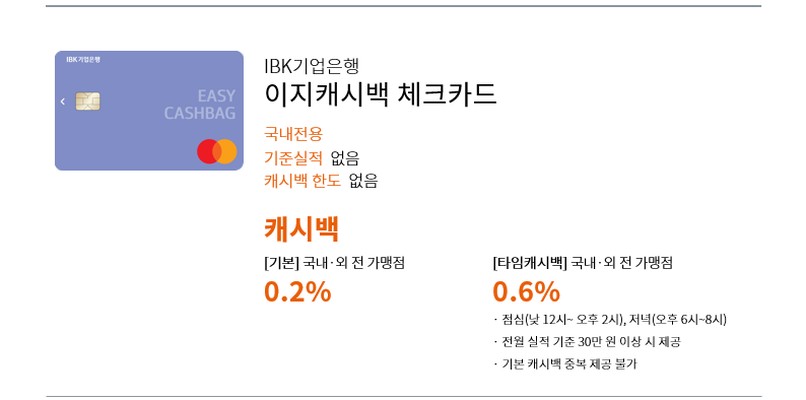 IBK기업은행
EASY
CASHBAG
IBK기업은행
이지캐시백 체크카드
국내전용
기준실적 없음
캐시백 한도 없음
캐시백
[기본] 국내·외 전 가맹점
0.2%
[타임캐시백] 국내·외 전 가맹점
0.6%
· 점심(낮 12시~ 오후 2시), 저녁(오후 6시~8시)
· 전월 실적 기준 30만 원 이상 시 제공
· 기본 캐시백 중복 제공 불가